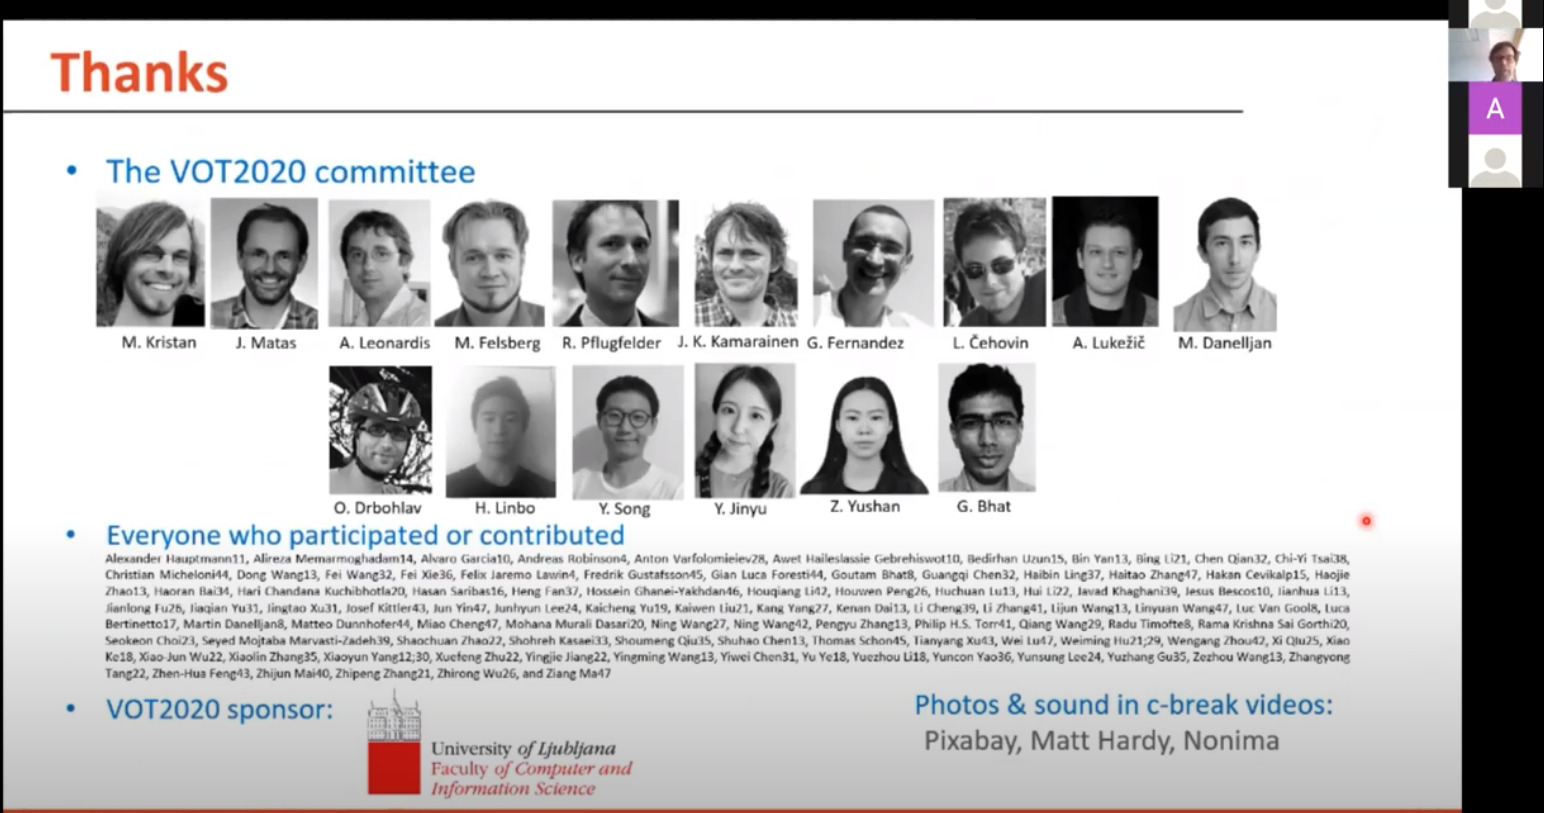 Thanks
A
• The VOT2020 committee
M. Kristan J. Matas A. Leonardis M. Felsberg R. Pflugfelder J. K. Kamarainen G. Fernandez L. Čehovin A. Lukežič M. Danelljan
O. Drbohlav H. Linbo Y. Song Y. Jinyu Z. Yushan G. Bhat
• Everyone who participated or contributed
Alexander Hauptmann11, Alireza Memarmoghadam14, Alvaro Garcia10, Andreas Robinson4, Anton Varfolomieiev28, Awet Haileslassie Gebrehiswot10, Bedirhan Uzun15, Bin Yan13, Bing Li21, Chen Qian32, Chi-Yi Tsai38,
Christian Micheloni44, Dong Wang13, Fei Wang32, Fei Xie36, Felix Jaremo Lawin4, Fredrik Gustafsson45, Gian Luca Foresti44, Goutam Bhat8, Guangqi Chen32, Haibin Ling37, Haitao Zhang47, Hakan Cevikalp15, Haojie
Zhao13, Haoran Bai34, Hari Chandana Kuchibhotla20, Hasan Saribas16, Heng Fan37, Hossein Ghanei-Yakhdan46, Houqiang Li42, Houwen Peng26, Huchuan Lu13, Hui Li22, Javad Khaghani39, Jesus Bescos10, Jianhua Li13,
Jianlong Fu26, Jiaqian Yu31, Jingtao Xu31, Josef Kittler43, Jun Yin47, Junhyun Lee24, Kaicheng Yu19, Kaiwen Liu21, Kang Yang27, Kenan Dai13, Li Cheng39, Li Zhang41, Lijun Wang13, Linyuan Wang47, Luc Van Gool8, Luca
Bertinetto17, Martin Danelljan8, Matteo Dunnhofer44, Miao Cheng47, Mohana Murali Dasari20, Ning Wang27, Ning Wang42, Pengyu Zhang13, Philip H.S. Torr41, Qiang Wang29, Radu Timofte8, Rama Krishna Sai Gorthi20,
Seokeon Choi23, Seyed Mojtaba Marvasti-Zadeh39, Shaochuan Zhao22, Shohreh Kasaei33, Shoumeng Qiu35, Shuhao Chen13, Thomas Schon45, Tianyang Xu43, Wei Lu47, Weiming Hu21;29, Wengang Zhou42, Xi Qiu25, Xiao
Ke18, Xiao-Jun Wu22, Xiaolin Zhang35, Xiaoyun Yang12;30, Xuefeng Zhu22, Yingjie Jiang22, Yingming Wang13, Yiwei Chen31, Yu Ye18, Yuezhou Li18, Yuncon Yao36, Yunsung Lee24, Yuzhang Gu35, Zezhou Wang13, Zhangyong
Tang22, Zhen-Hua Feng43, Zhijun Mai40, Zhipeng Zhang21, Zhirong Wu26, and Ziang Ma47
• VOT2020 sponsor:
University of Ljubljana
Faculty of Computer and
Information Science
Photos & sound in c-break videos:
Pixabay, Matt Hardy, Nonima